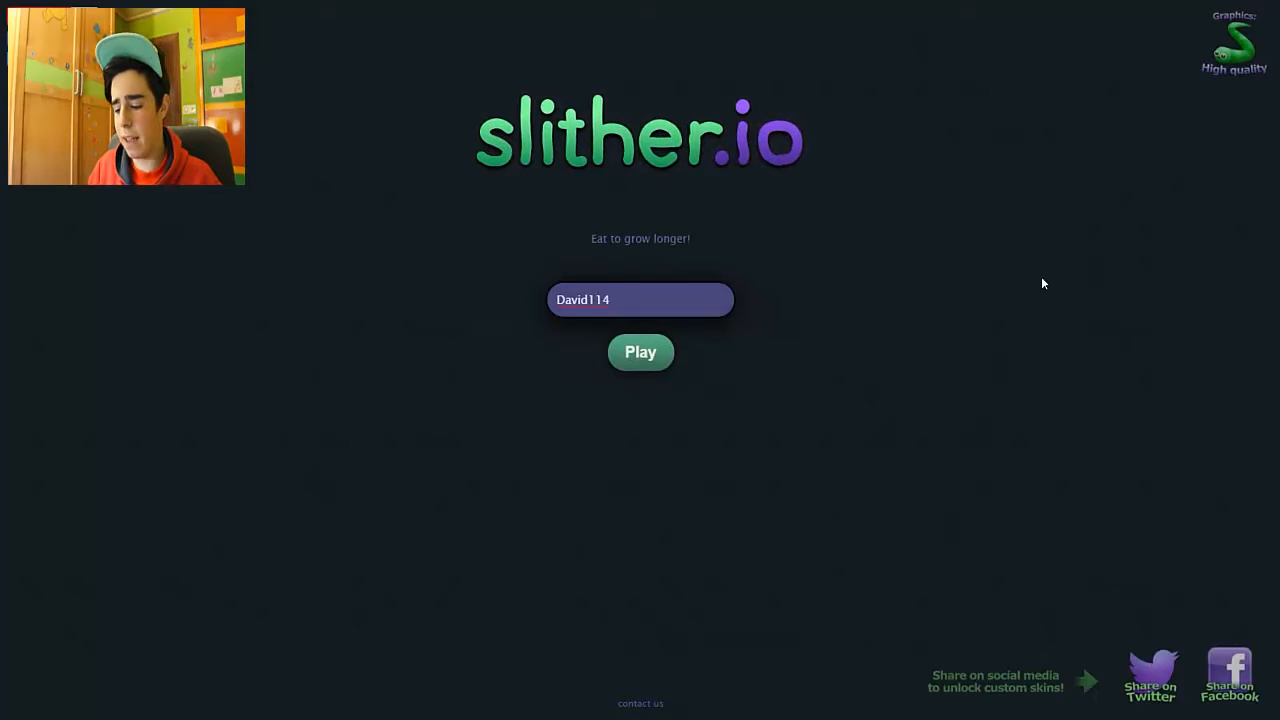 Graphics:
High quality
slither.io
Eat to grow longer!
David114
Play
Share on social media
to unlock custom skins!
Share on
Twitter
Share on
Facebook
contact us